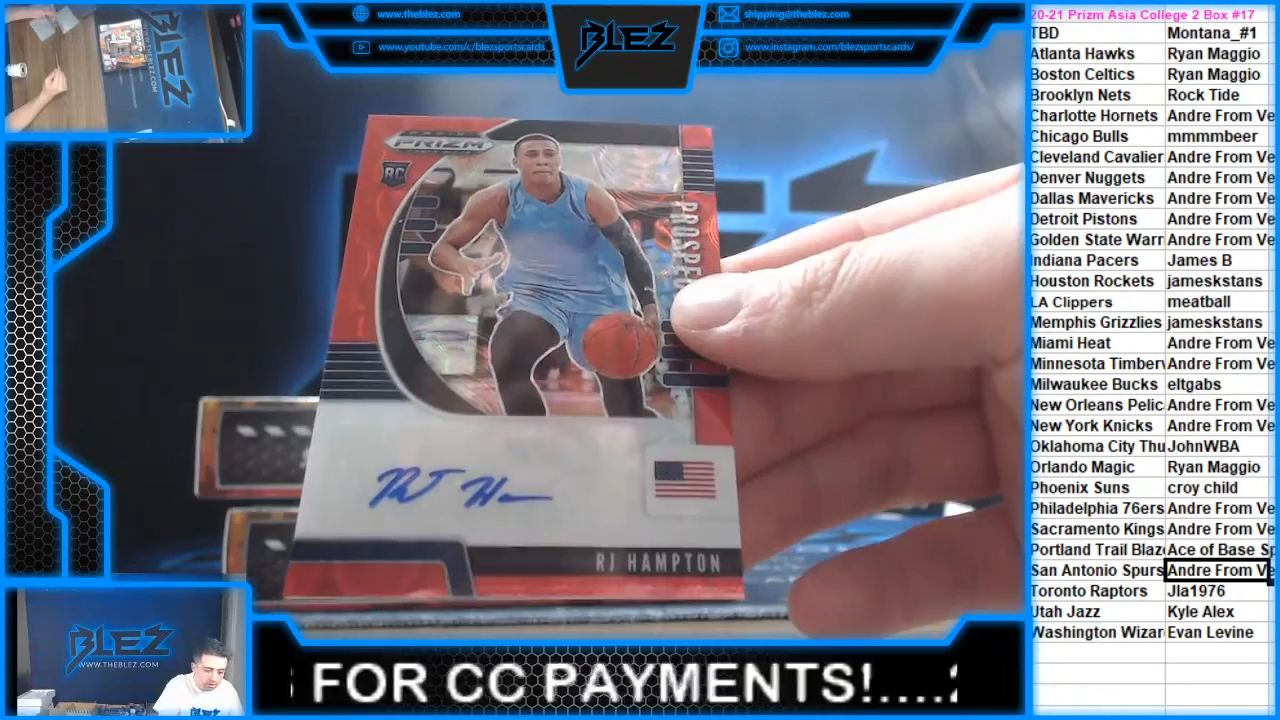 www.theblez.com
www.youtube.com/c/blezsportscards/
BLEZ
shipping@theblez.com
www.instagram.com/blezsportscards/
PRIZM
RC
RJ HAMPTON
BLEZ
WWW.THEBLEZ.COM
FOR CC PAYMENTS!....
20-21 Prizm Asia College 2 Box #17
TBD Montana_#1
Atlanta Hawks Ryan Maggio
Boston Celtics Ryan Maggio
Brooklyn Nets Rock Tide
Charlotte Hornets Andre From Ve
Chicago Bulls mmmmbeer
Cleveland Cavalier Andre From Ve
Denver Nuggets Andre From Ve
Dallas Mavericks Andre From Ve
Detroit Pistons Andre From Ve
Golden State Warr Andre From Ve
Indiana Pacers James B
Houston Rockets jameskstans
LA Clippers meatball
Memphis Grizzlies jameskstans
Miami Heat Andre From Ve
Minnesota Timberv Andre From Ve
Milwaukee Bucks eltgabs
New Orleans Pelic Andre From Ve
New York Knicks Andre From Ve
Oklahoma City Thu JohnWBA
Orlando Magic Ryan Maggio
Phoenix Suns croy child
Philadelphia 76ers Andre From Ve
Sacramento Kings Andre From Ve
Portland Trail Blaz Ace of Base Sp
San Antonio Spurs Andre From Ve
Toronto Raptors Jla1976
Utah Jazz Kyle Alex
Washington Wizar Evan Levine